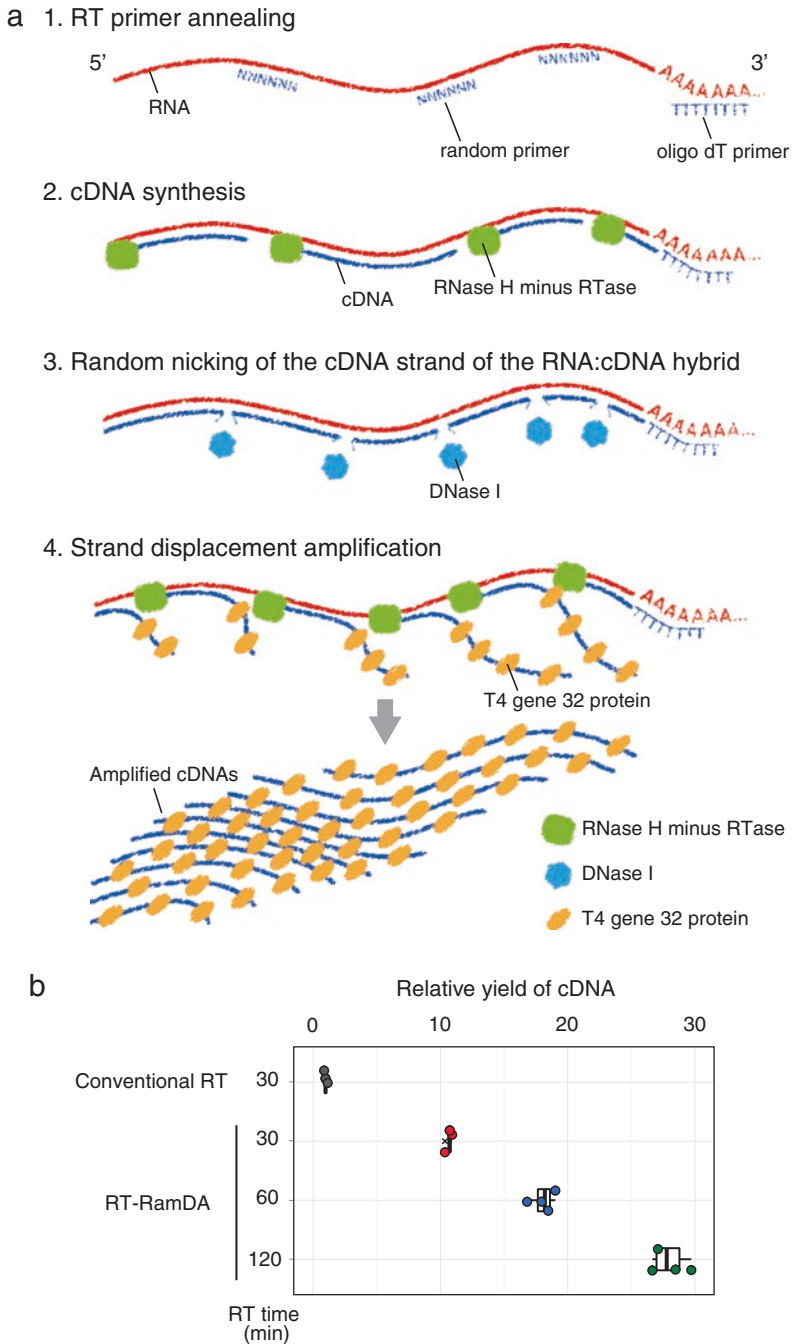 a 1. RT primer annealing
5’ 3’
NNNNNN NNNNNN NNNNNN AAAAAAA...
RNA
random primer
oligo dT primer
2. cDNA synthesis
AAAAAAA...
cDNA
RNase H minus RTase
3. Random nicking of the cDNA strand of the RNA:cDNA hybrid
AAAAAAA...
DNase I
4. Strand displacement amplification
AAAAAAA...
T4 gene 32 protein
Amplified cDNAs
RNase H minus RTase
DNase I
T4 gene 32 protein
b
Relative yield of cDNA
0 10 20 30
Conventional RT 30
30
RT-RamDA 60
120
RT time
(min)